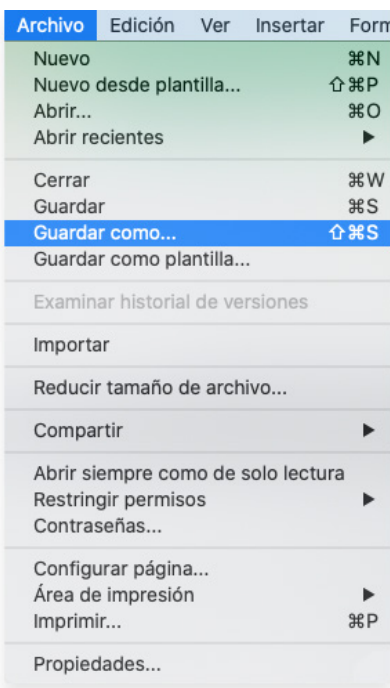 Archivo Edición Ver Insertar Form
Nuevo ⌘N
Nuevo desde plantilla... ⇧⌘P
Abrir... ⌘O
Abrir recientes ▶
Cerrar ⌘W
Guardar ⌘S
Guardar como... ⇧⌘S
Guardar como plantilla...
Examinar historial de versiones
Importar
Reducir tamaño de archivo...
Compartir ▶
Abrir siempre como de solo lectura
Restringir permisos ▶
Contraseñas...
Configurar página...
Área de impresión ▶
Imprimir... ⌘P
Propiedades...